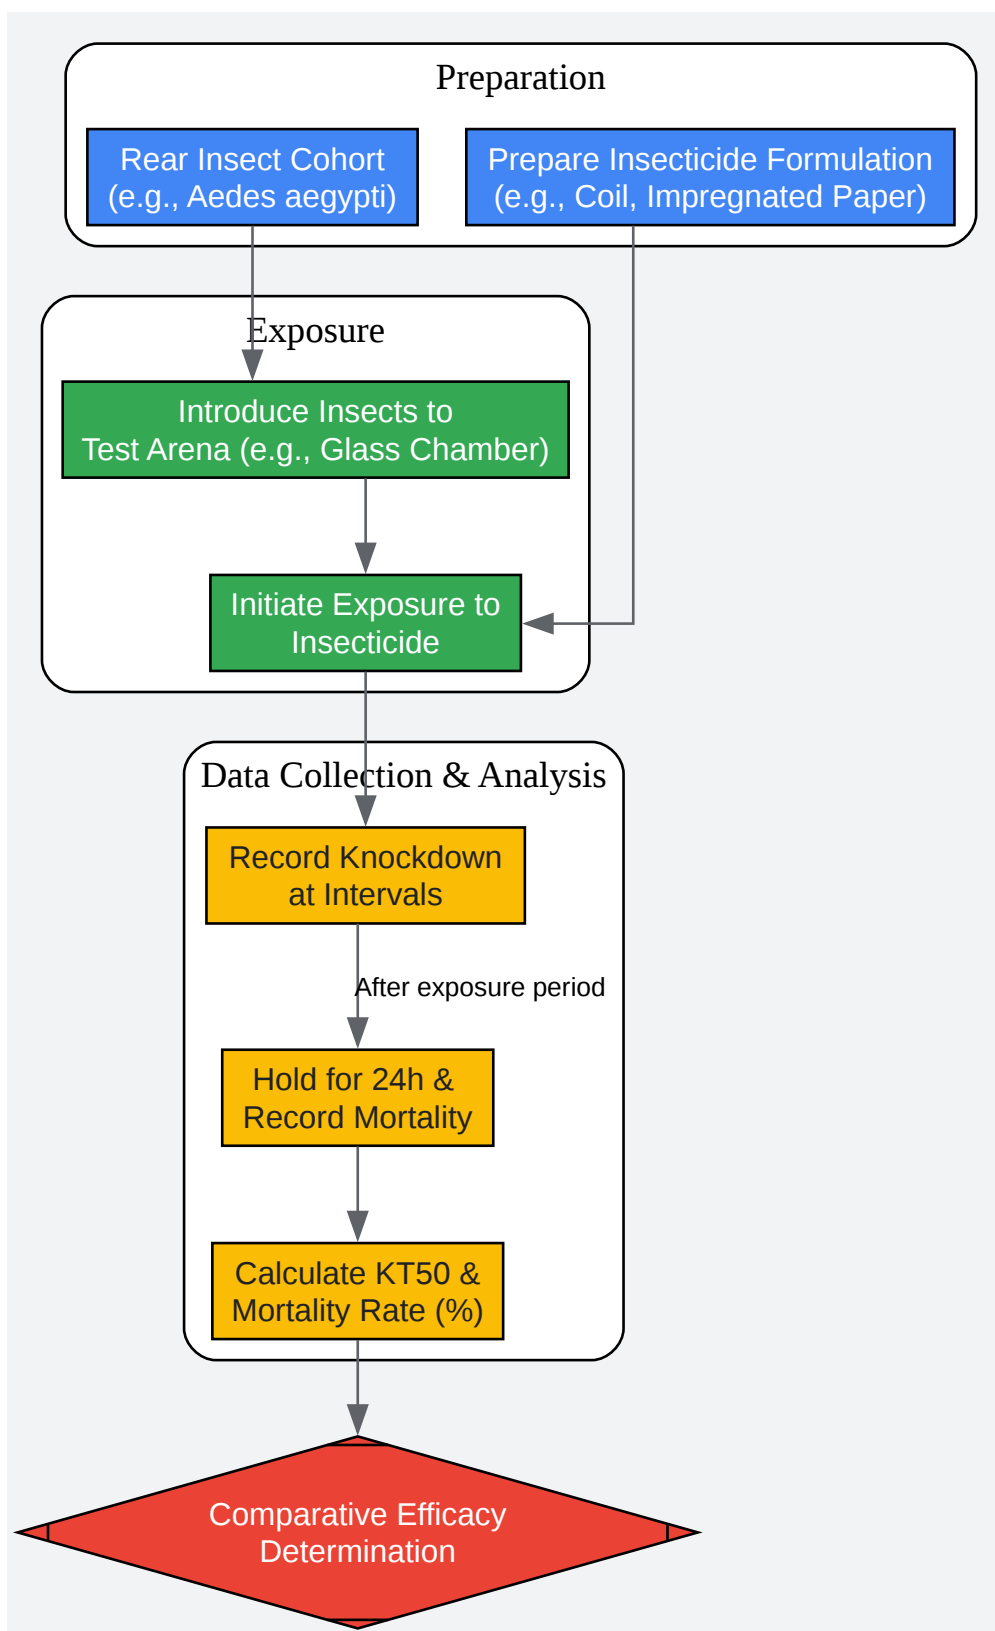 Preparation
Rear Insect Cohort
(e.g., Aedes aegypti)
Prepare Insecticide Formulation
(e.g., Coil, Impregnated Paper)
Exposure
Introduce Insects to
Test Arena (e.g., Glass Chamber)
Initiate Exposure to
Insecticide
Data Collection & Analysis
Record Knockdown
at Intervals
After exposure period
Hold for 24h &
Record Mortality
Calculate KT50 &
Mortality Rate (%)
Comparative Efficacy
Determination